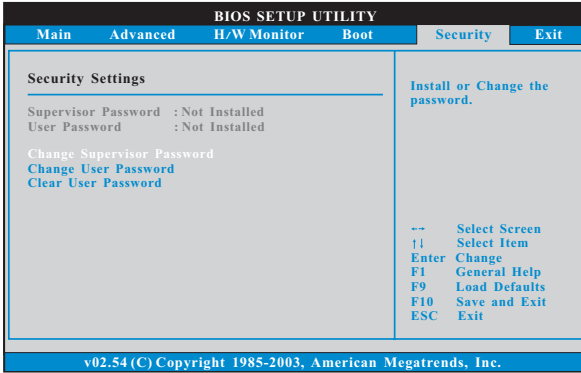 BIOS SETUP UTILITY
Main Advanced H/W Monitor Boot Security Exit
Security Settings
Supervisor Password : Not Installed
User Password : Not Installed
Change Supervisor Password
Change User Password
Clear User Password
Install or Change the
password.
←→ Select Screen
↑↓ Select Item
Enter Change
F1 General Help
F9 Load Defaults
F10 Save and Exit
ESC Exit
v02.54 (C) Copyright 1985-2003, American Megatrends, Inc.